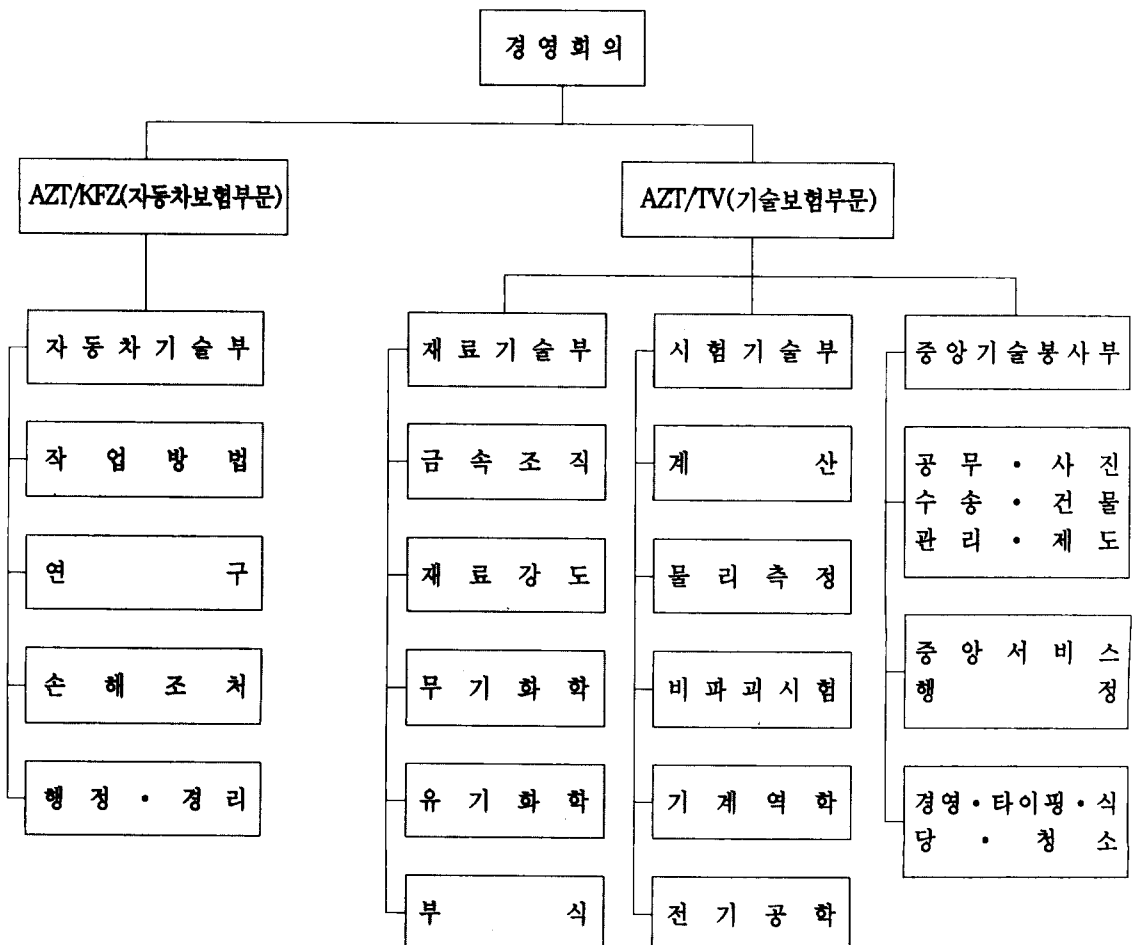 경영회의
AZT/KFZ(자동차보험부문)
AZT/TV(기술보험부문)
자동차기술부
작업방법
연구
손해조처
행정・경리
재료기술부
금속조직
재료강도
무기화학
유기화학
부식
시험기술부
계산
물리측정
비파괴시험
기계역학
전기공학
중앙기술봉사부
공무・사진
수송・건물
관리・제도
중앙서비스
행정
경영・타이핑・식
당・청소